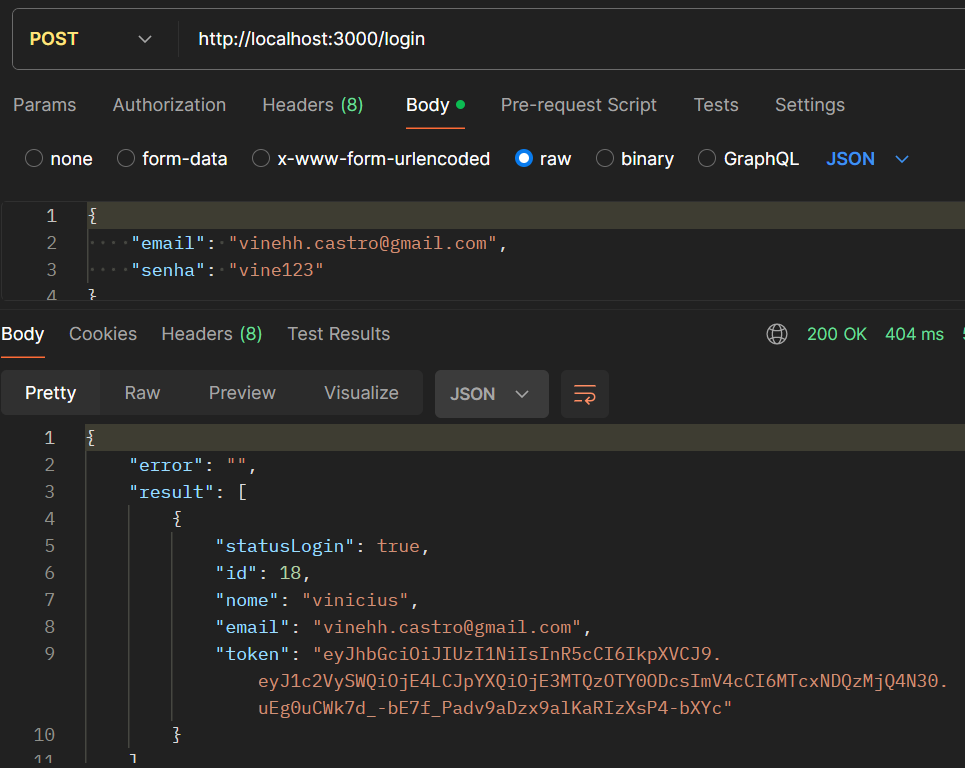 POST http://localhost:3000/login
Params Authorization Headers (8) Body Pre-request Script Tests Settings
none form-data x-www-form-urlencoded raw binary GraphQL JSON
1 {
2 "email": "vinehh.castro@gmail.com",
3 "senha": "vine123"
4 }
Body Cookies Headers (8) Test Results 200 OK 404 ms
Pretty Raw Preview Visualize JSON
1 {
2 "error": "",
3 "result": [
4 {
5 "statusLogin": true,
6 "id": 18,
7 "nome": "vinicius",
8 "email": "vinehh.castro@gmail.com",
9 "token": "eyJhbGciOiJIUzI1NiIsInR5cCI6IkpXVCJ9.
eyJ1c2VySWQiOjE4LCJpYXQiOjE3MTQzOTY0ODcsImV4cCI6MTcxNDQzMjQ4N30.
uEg0uCWk7d_-bE7f_Padv9aDzx9alKaRIzXsP4-bXYc"
10 }
11 ]